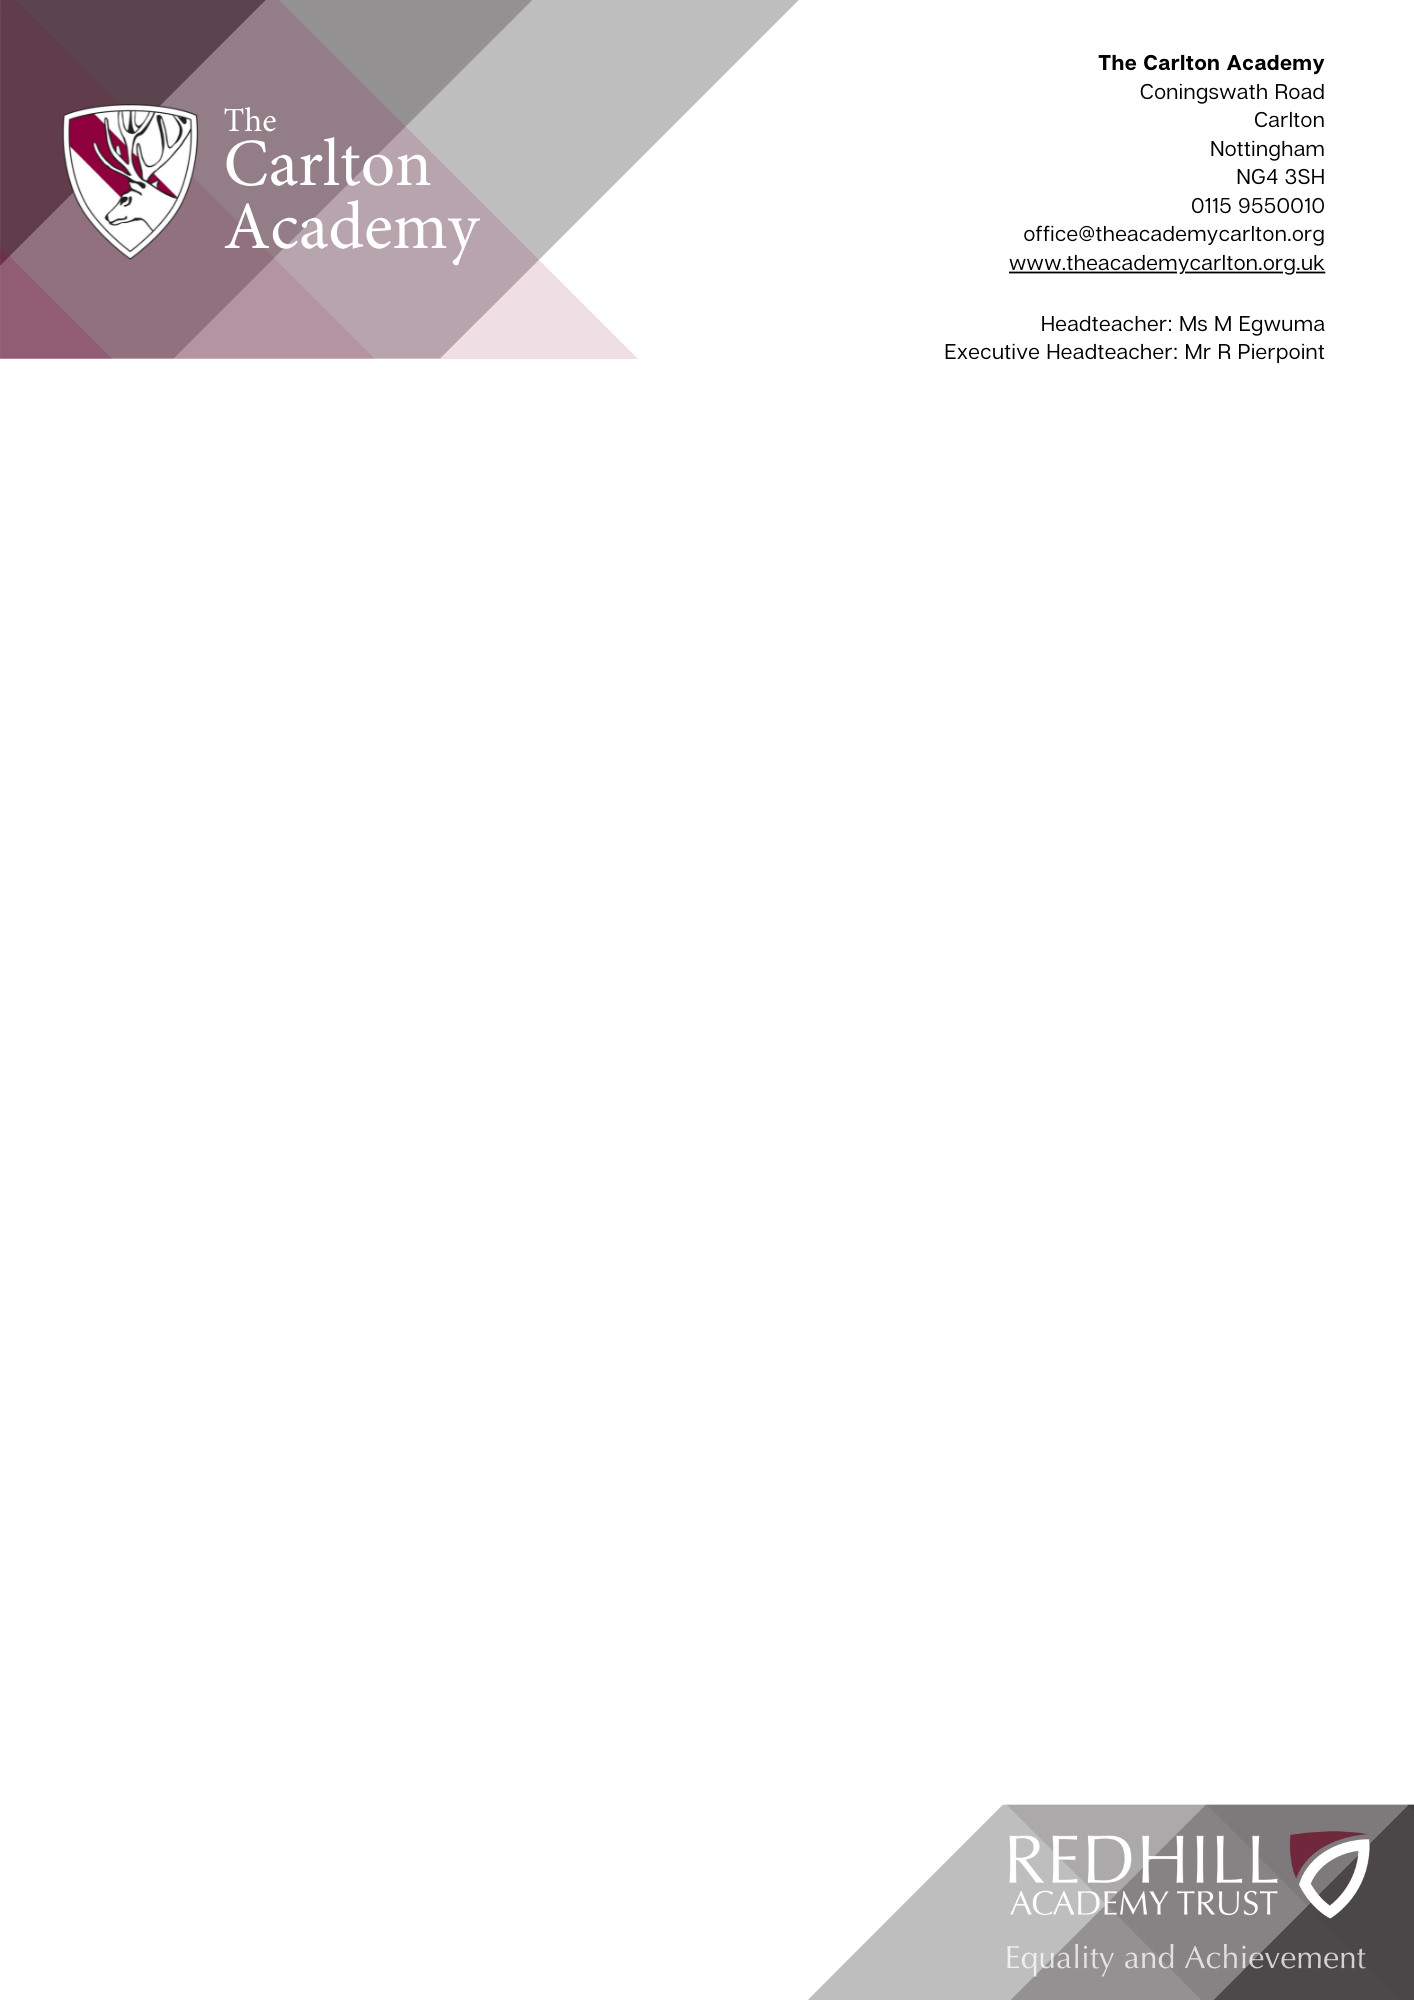 The
Carlton
Academy
The Carlton Academy
Coningswath Road
Carlton
Nottingham
NG4 3SH
0115 9550010
office@theacademycarlton.org
www.theacademycarlton.org.uk
Headteacher: Ms M Egwuma
Executive Headteacher: Mr R Pierpoint
REDHILL
ACADEMY TRUST
Equality and Achievement